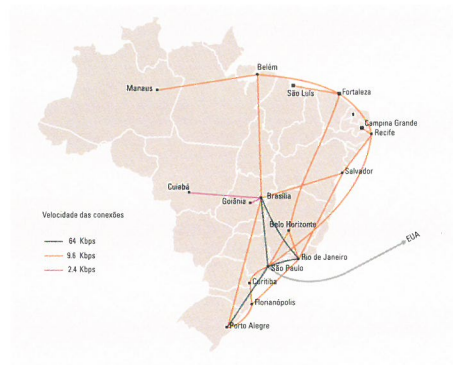 Belém
Manaus
São Luís
Fortaleza
Campina Grande
Recife
Salvador
Cuiabá
Goiânia
Brasília
Velocidade das conexões
64 Kbps
9.6 Kbps
2.4 Kbps
Belo Horizonte
EUA
Rio de Janeiro
São Paulo
Curitiba
Florianópolis
Porto Alegre